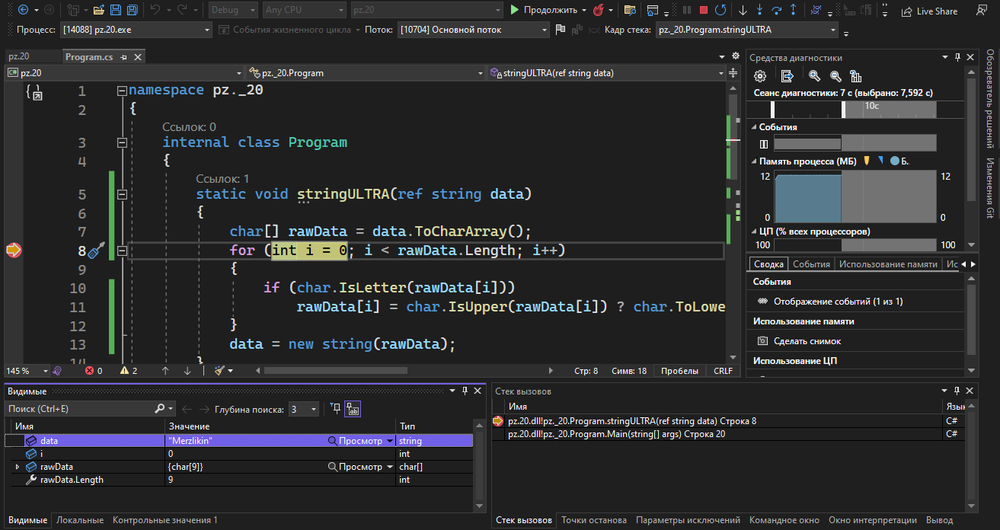 Debug Any CPU pz.20 Продолжить Live Share
Процесс: [14088] pz.20.exe События жизненного цикла Поток: [10704] Основной поток Кадр стека: pz._20.Program.stringULTRA
pz.20 Program.cs
C# pz.20 pz._20.Program stringULTRA(ref string data)
1 namespace pz._20
2 {
Ссылок: 0
3 internal class Program
4 {
Ссылок: 1
5 static void stringULTRA(ref string data)
6 {
7 char[] rawData = data.ToCharArray();
8 for (int i = 0; i < rawData.Length; i++)
9 {
10 if (char.IsLetter(rawData[i]))
11 rawData[i] = char.IsUpper(rawData[i]) ? char.ToLowe
12 }
13 data = new string(rawData);
14 }
145 % 0 2 Стр: 8 Симв: 18 Пробелы CRLF
Средства диагностики
Сеанс диагностики: 7 с (выбрано: 7,592 с)
10с
События
Память процесса (МБ) Б..
12 12
0 0
ЦП (% всех процессоров)
100 100
Сводка События Использование памяти Ис
События
Отображение событий (1 из 1)
Использование памяти
Сделать снимок
Использование ЦП
Обозреватель решений
Изменения Git
Видимые
Поиск (Ctrl+E) Глубина поиска: 3
Имя Значение Тип
data "Merzlikin" Просмотр string
i 0 int
rawData {char[9]} Просмотр char[]
rawData.Length 9 int
Видимые Локальные Контрольные значения 1
Стек вызовов
Имя Язык
pz.20.dll!pz._20.Program.stringULTRA(ref string data) Строка 8 C#
pz.20.dll!pz._20.Program.Main(string[] args) Строка 20 C#
Стек вызовов Точки останова Параметры исключений Командное окно Окно интерпретации Вывод